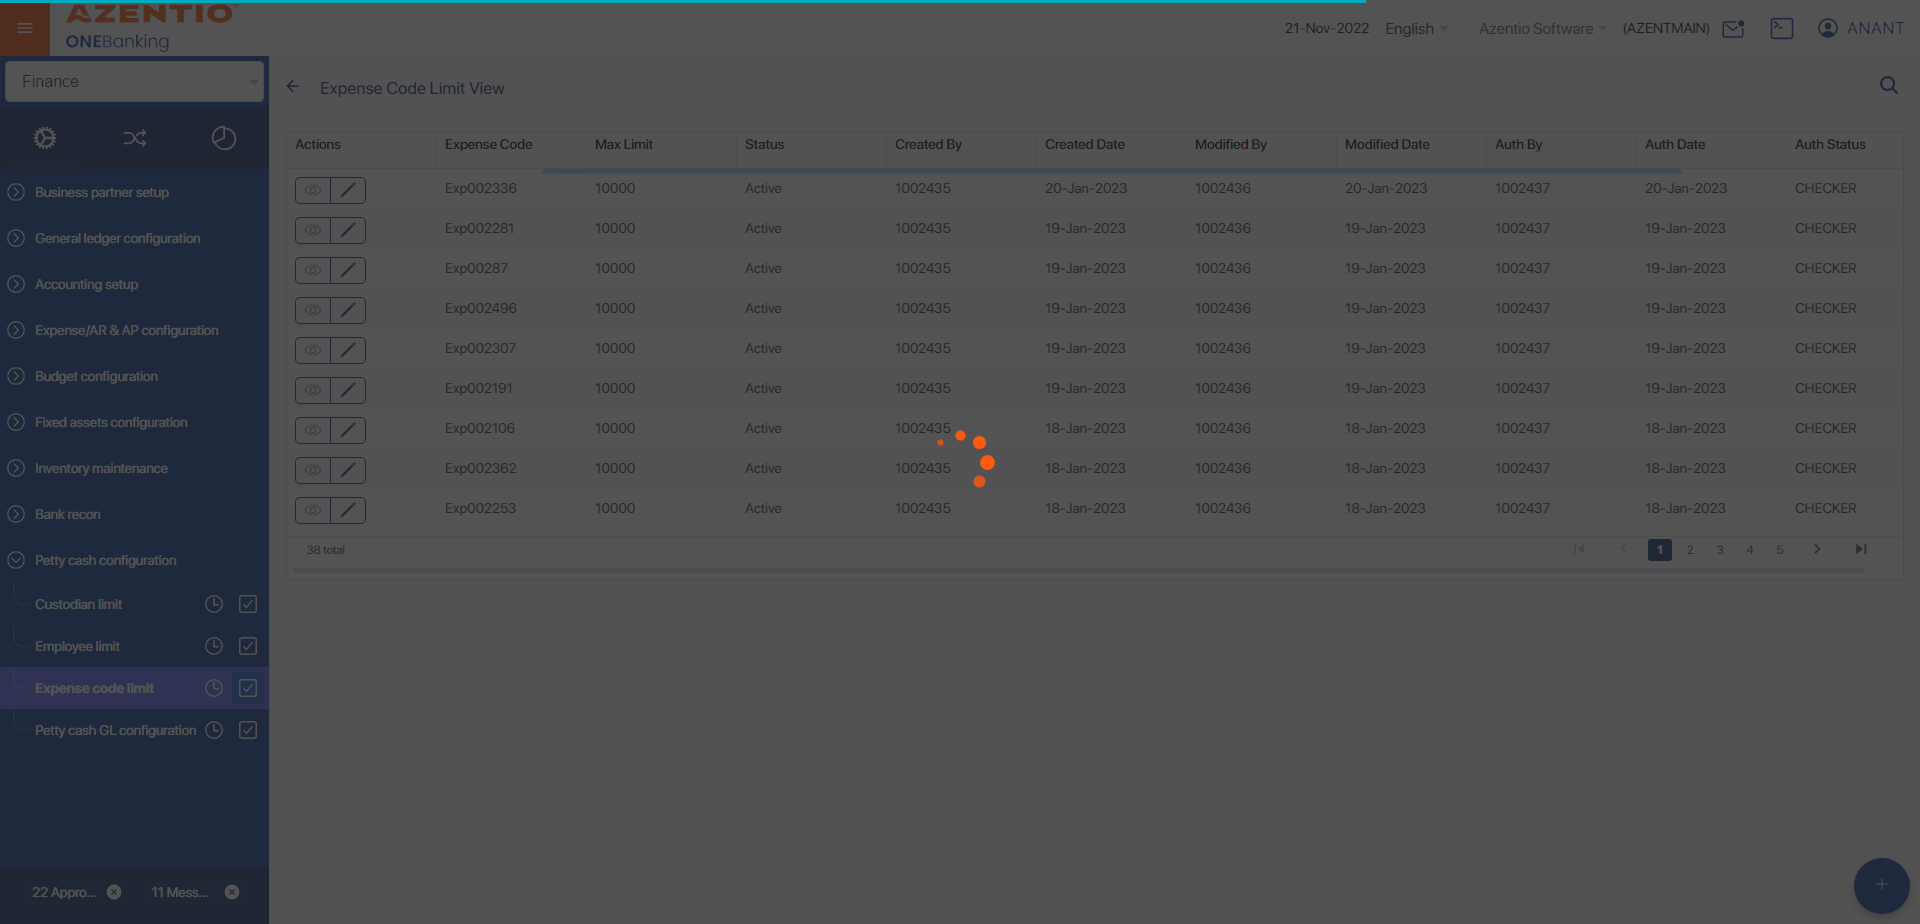 AZENTIO
ONEBanking
21-Nov-2022 English Azentio Software (AZENTMAIN) ANANT
Finance
Expense Code Limit View
Business partner setup
General ledger configuration
Accounting setup
Expense/AR & AP configuration
Budget configuration
Fixed assets configuration
Inventory maintenance
Bank recon
Petty cash configuration
Custodian limit
Employee limit
Expense code limit
Petty cash GL configuration
22 Appro...
11 Mess...
Actions Expense Code Max Limit Status Created By Created Date Modified By Modified Date Auth By Auth Date Auth Status
Exp002336 10000 Active 1002435 20-Jan-2023 1002436 20-Jan-2023 1002437 20-Jan-2023 CHECKER
Exp002281 10000 Active 1002435 19-Jan-2023 1002436 19-Jan-2023 1002437 19-Jan-2023 CHECKER
Exp00287 10000 Active 1002435 19-Jan-2023 1002436 19-Jan-2023 1002437 19-Jan-2023 CHECKER
Exp002496 10000 Active 1002435 19-Jan-2023 1002436 19-Jan-2023 1002437 19-Jan-2023 CHECKER
Exp002307 10000 Active 1002435 19-Jan-2023 1002436 19-Jan-2023 1002437 19-Jan-2023 CHECKER
Exp002191 10000 Active 1002435 19-Jan-2023 1002436 19-Jan-2023 1002437 19-Jan-2023 CHECKER
Exp002106 10000 Active 1002435 18-Jan-2023 1002436 18-Jan-2023 1002437 18-Jan-2023 CHECKER
Exp002362 10000 Active 1002435 18-Jan-2023 1002436 18-Jan-2023 1002437 18-Jan-2023 CHECKER
Exp002253 10000 Active 1002435 18-Jan-2023 1002436 18-Jan-2023 1002437 18-Jan-2023 CHECKER
38 total
1 2 3 4 5